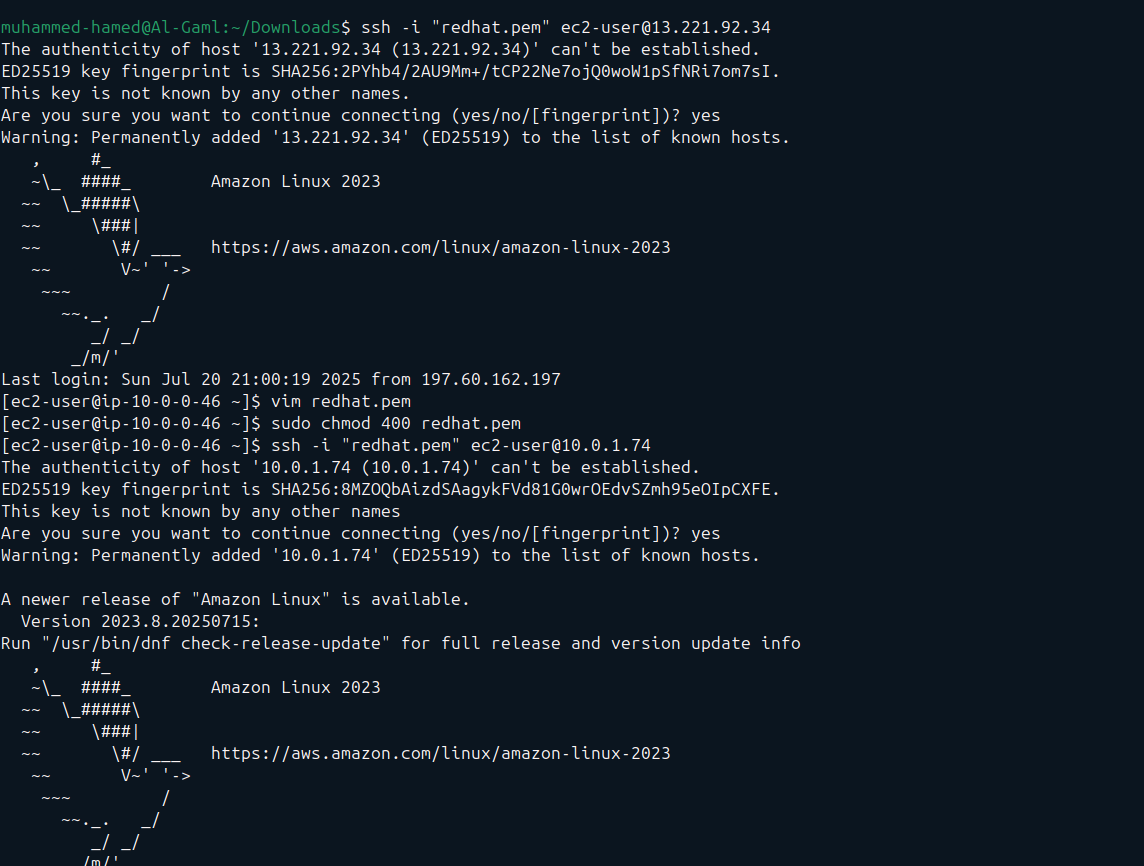 muhammed-hamed@Al-Gaml:~/Downloads$ ssh -i "redhat.pem" ec2-user@13.221.92.34
The authenticity of host '13.221.92.34 (13.221.92.34)' can't be established.
ED25519 key fingerprint is SHA256:2PYhb4/2AU9Mm+/tCP22Ne7ojQ0woW1pSfNRi7om7sI.
This key is not known by any other names.
Are you sure you want to continue connecting (yes/no/[fingerprint])? yes
Warning: Permanently added '13.221.92.34' (ED25519) to the list of known hosts.
   ,     #_
   ~\_  ####_        Amazon Linux 2023
  ~~  \_#####\
  ~~     \###|
  ~~       \#/ ___   https://aws.amazon.com/linux/amazon-linux-2023
   ~~       V~' '->
    ~~~         /
      ~~._.   _/
         _/ _/
       _/m/'
Last login: Sun Jul 20 21:00:19 2025 from 197.60.162.197
[ec2-user@ip-10-0-0-46 ~]$ vim redhat.pem
[ec2-user@ip-10-0-0-46 ~]$ sudo chmod 400 redhat.pem
[ec2-user@ip-10-0-0-46 ~]$ ssh -i "redhat.pem" ec2-user@10.0.1.74
The authenticity of host '10.0.1.74 (10.0.1.74)' can't be established.
ED25519 key fingerprint is SHA256:8MZOQbAizdSAagykFVd81G0wrOEdvSZmh95eOIpCXFE.
This key is not known by any other names
Are you sure you want to continue connecting (yes/no/[fingerprint])? yes
Warning: Permanently added '10.0.1.74' (ED25519) to the list of known hosts.

A newer release of "Amazon Linux" is available.
  Version 2023.8.20250715:
Run "/usr/bin/dnf check-release-update" for full release and version update info
   ,     #_
   ~\_  ####_        Amazon Linux 2023
  ~~  \_#####\
  ~~     \###|
  ~~       \#/ ___   https://aws.amazon.com/linux/amazon-linux-2023
   ~~       V~' '->
    ~~~         /
      ~~._.   _/
         _/ _/
       _/m/'